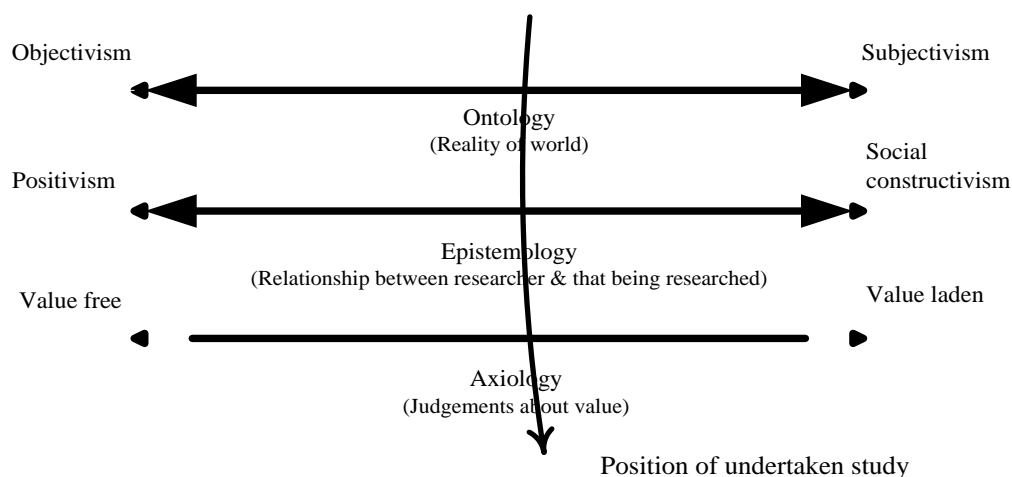 Objectivism
Subjectivism
Ontology
(Reality of world)
Social
constructivism
Positivism
Epistemology
(Relationship between researcher & that being researched)
Value free
Value laden
Axiology
(Judgements about value)
Position of undertaken study